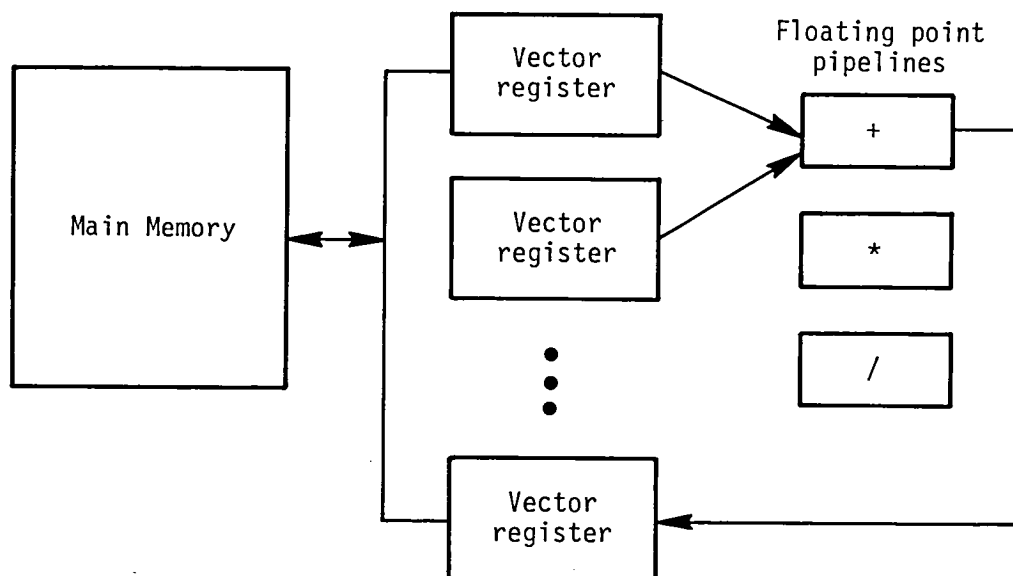 Floating point
pipelines
Vector
register
+
Main Memory
Vector
register
*
/
Vector
register